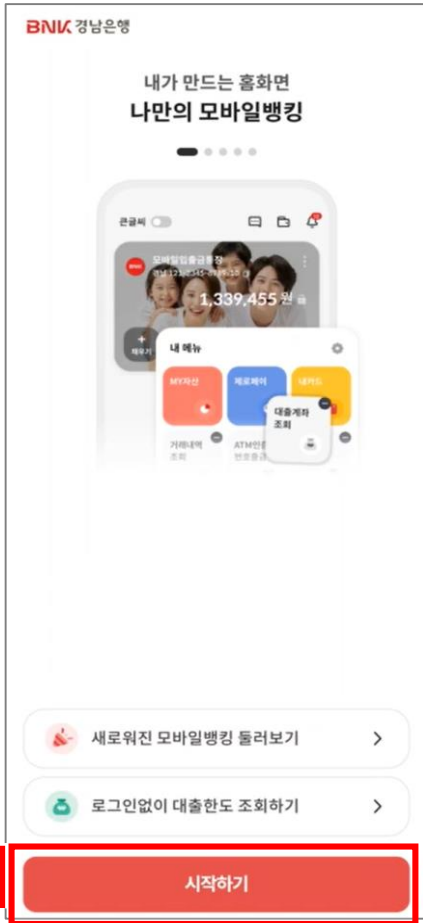 BNK 경남은행
내가 만드는 홈화면
나만의 모바일뱅킹
큰글씨
BNK
모바일입출금통장
1,339,455 원
+
채우기
내 메뉴
MY자산
제로페이
내카드
대출계좌
조회
거래내역
조회
ATM인출
번호출금
새로워진 모바일뱅킹 둘러보기
로그인없이 대출한도 조회하기
시작하기